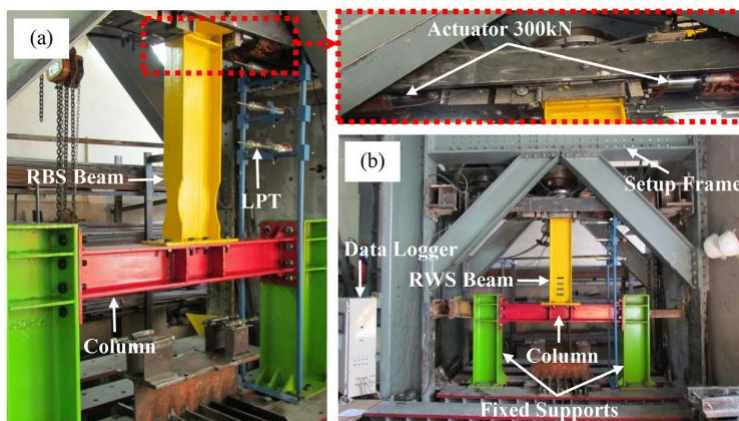 (a)
Actuator 300kN
RBS Beam
LPT
Column
(b)
Setup Frame
Data Logger
RWS Beam
Column
Fixed Supports